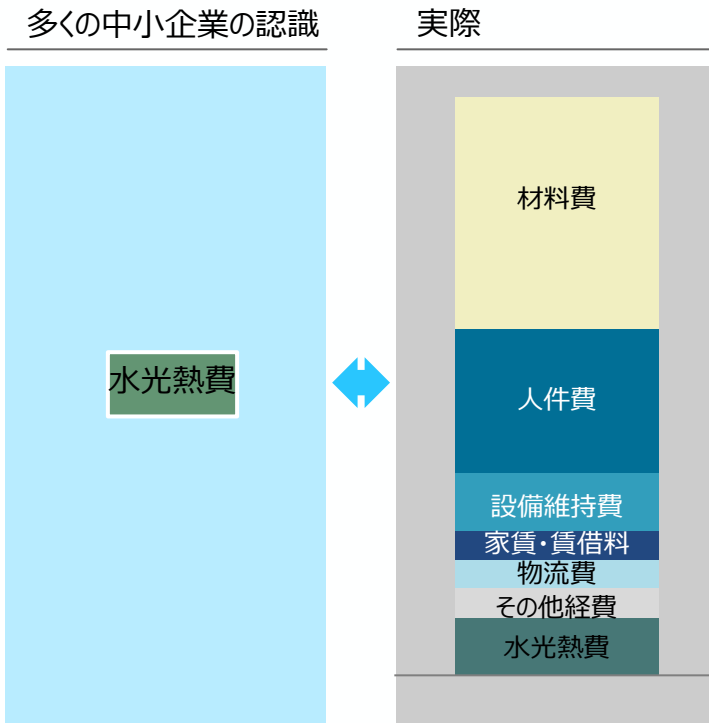 多くの中小企業の認識
実際
水光熱費
材料費
人件費
設備維持費
家賃・賃借料
物流費
その他経費
水光熱費